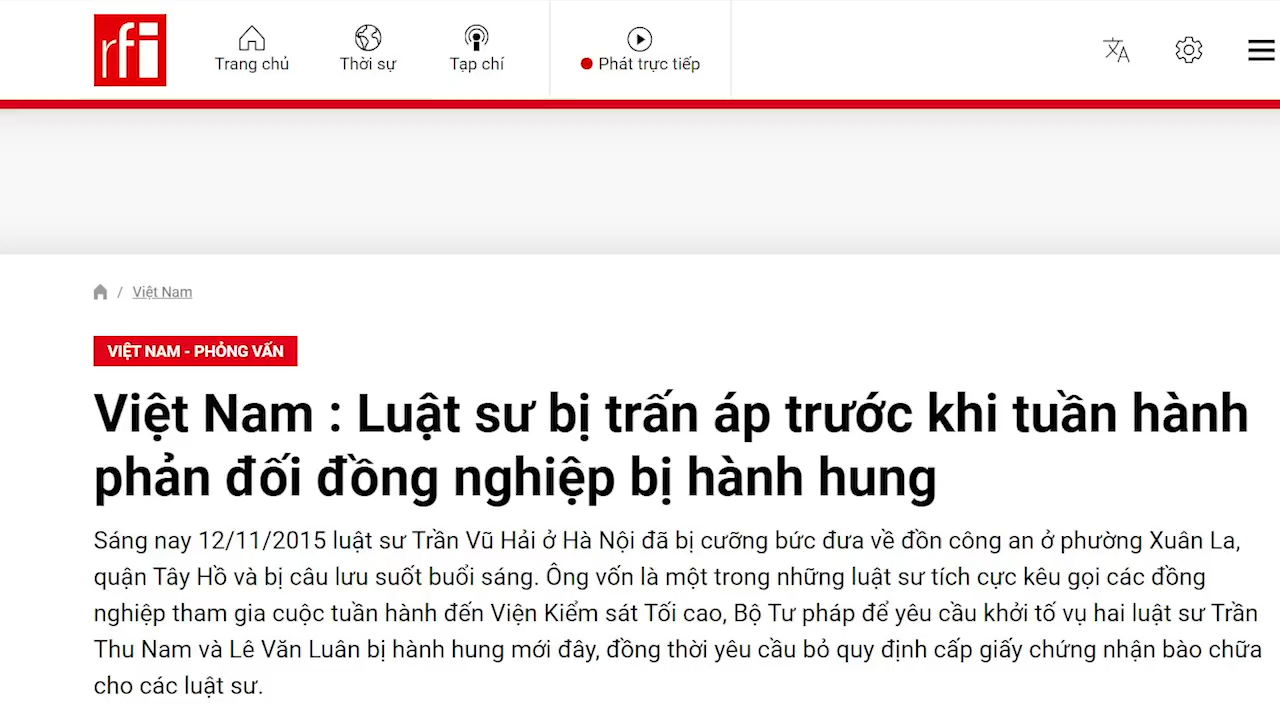 rfi
Trang chủ
Thời sự
Tạp chí
Phát trực tiếp
文A
/ Việt Nam
VIỆT NAM - PHỎNG VẤN
Việt Nam : Luật sư bị trấn áp trước khi tuần hành
phản đối đồng nghiệp bị hành hung
Sáng nay 12/11/2015 luật sư Trần Vũ Hải ở Hà Nội đã bị cưỡng bức đưa về đồn công an ở phường Xuân La,
quận Tây Hồ và bị câu lưu suốt buổi sáng. Ông vốn là một trong những luật sư tích cực kêu gọi các đồng
nghiệp tham gia cuộc tuần hành đến Viện Kiểm sát Tối cao, Bộ Tư pháp để yêu cầu khởi tố vụ hai luật sư Trần
Thu Nam và Lê Văn Luân bị hành hung mới đây, đồng thời yêu cầu bỏ quy định cấp giấy chứng nhận bào chữa
cho các luật sư.